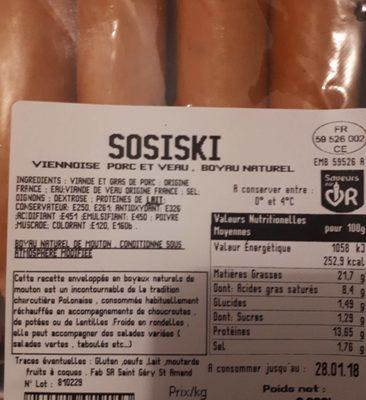 SOSISKI
VIENNOISE PORC ET VEAU , BOYAU NATUREL
FR
59 526 002
CE
EMB 59526 A
INGREDIENTS : VIANDE ET GRAS DE PORC : ORIGINE
FRANCE ; EAU;VIANDE DE VEAU ORIGINE FRANCE ; SEL;
OIGNONS ; DEXTROSE ; PROTEINES DE LAIT;
CONSERVATEUR: E250, E261; ANTIOXYDANT: E326
ACIDIFIANT :E451 ;EMULSIFIANT: E450 ; POIVRE
;MUSCADE; COLORANT :E120, E160b .
A conserver entre :
0° et 4°C
Saveurs
en
OR
BOYAU NATUREL DE MOUTON . CONDITIONNE SOUS
ATMOSPHERE MODIFIEE
Cette recette enveloppée en boyaux naturels de
mouton est un incontournable de la tradition
charcutière Polonaise , consommée habituellement
réchauffée en accompagnements de choucroutes ,
de potées ou de lentilles .Froide en rondelles ,
elle peut accompagner des salades variées (
salades vertes , taboulés etc…)
Valeurs Nutritionelles
Moyennes pour 100g
Valeur Énergétique 1058 kJ
252,9 kcal
Matières Grasses 21,7 g
Dont: Acides gras saturés 8,4 g
Glucides 1,49 g
Dont: Sucres 1,29 g
Protéines 13,65 g
Sel 1,76 g
Traces éventuelles : Gluten ,oeufs ,lait ,moutarde
fruits à coques . Fab SA Saint Géry St Amand
N° Lot : 810229
A consommer jusqu'au : 28.01.18
Prix/kg
Poids net :